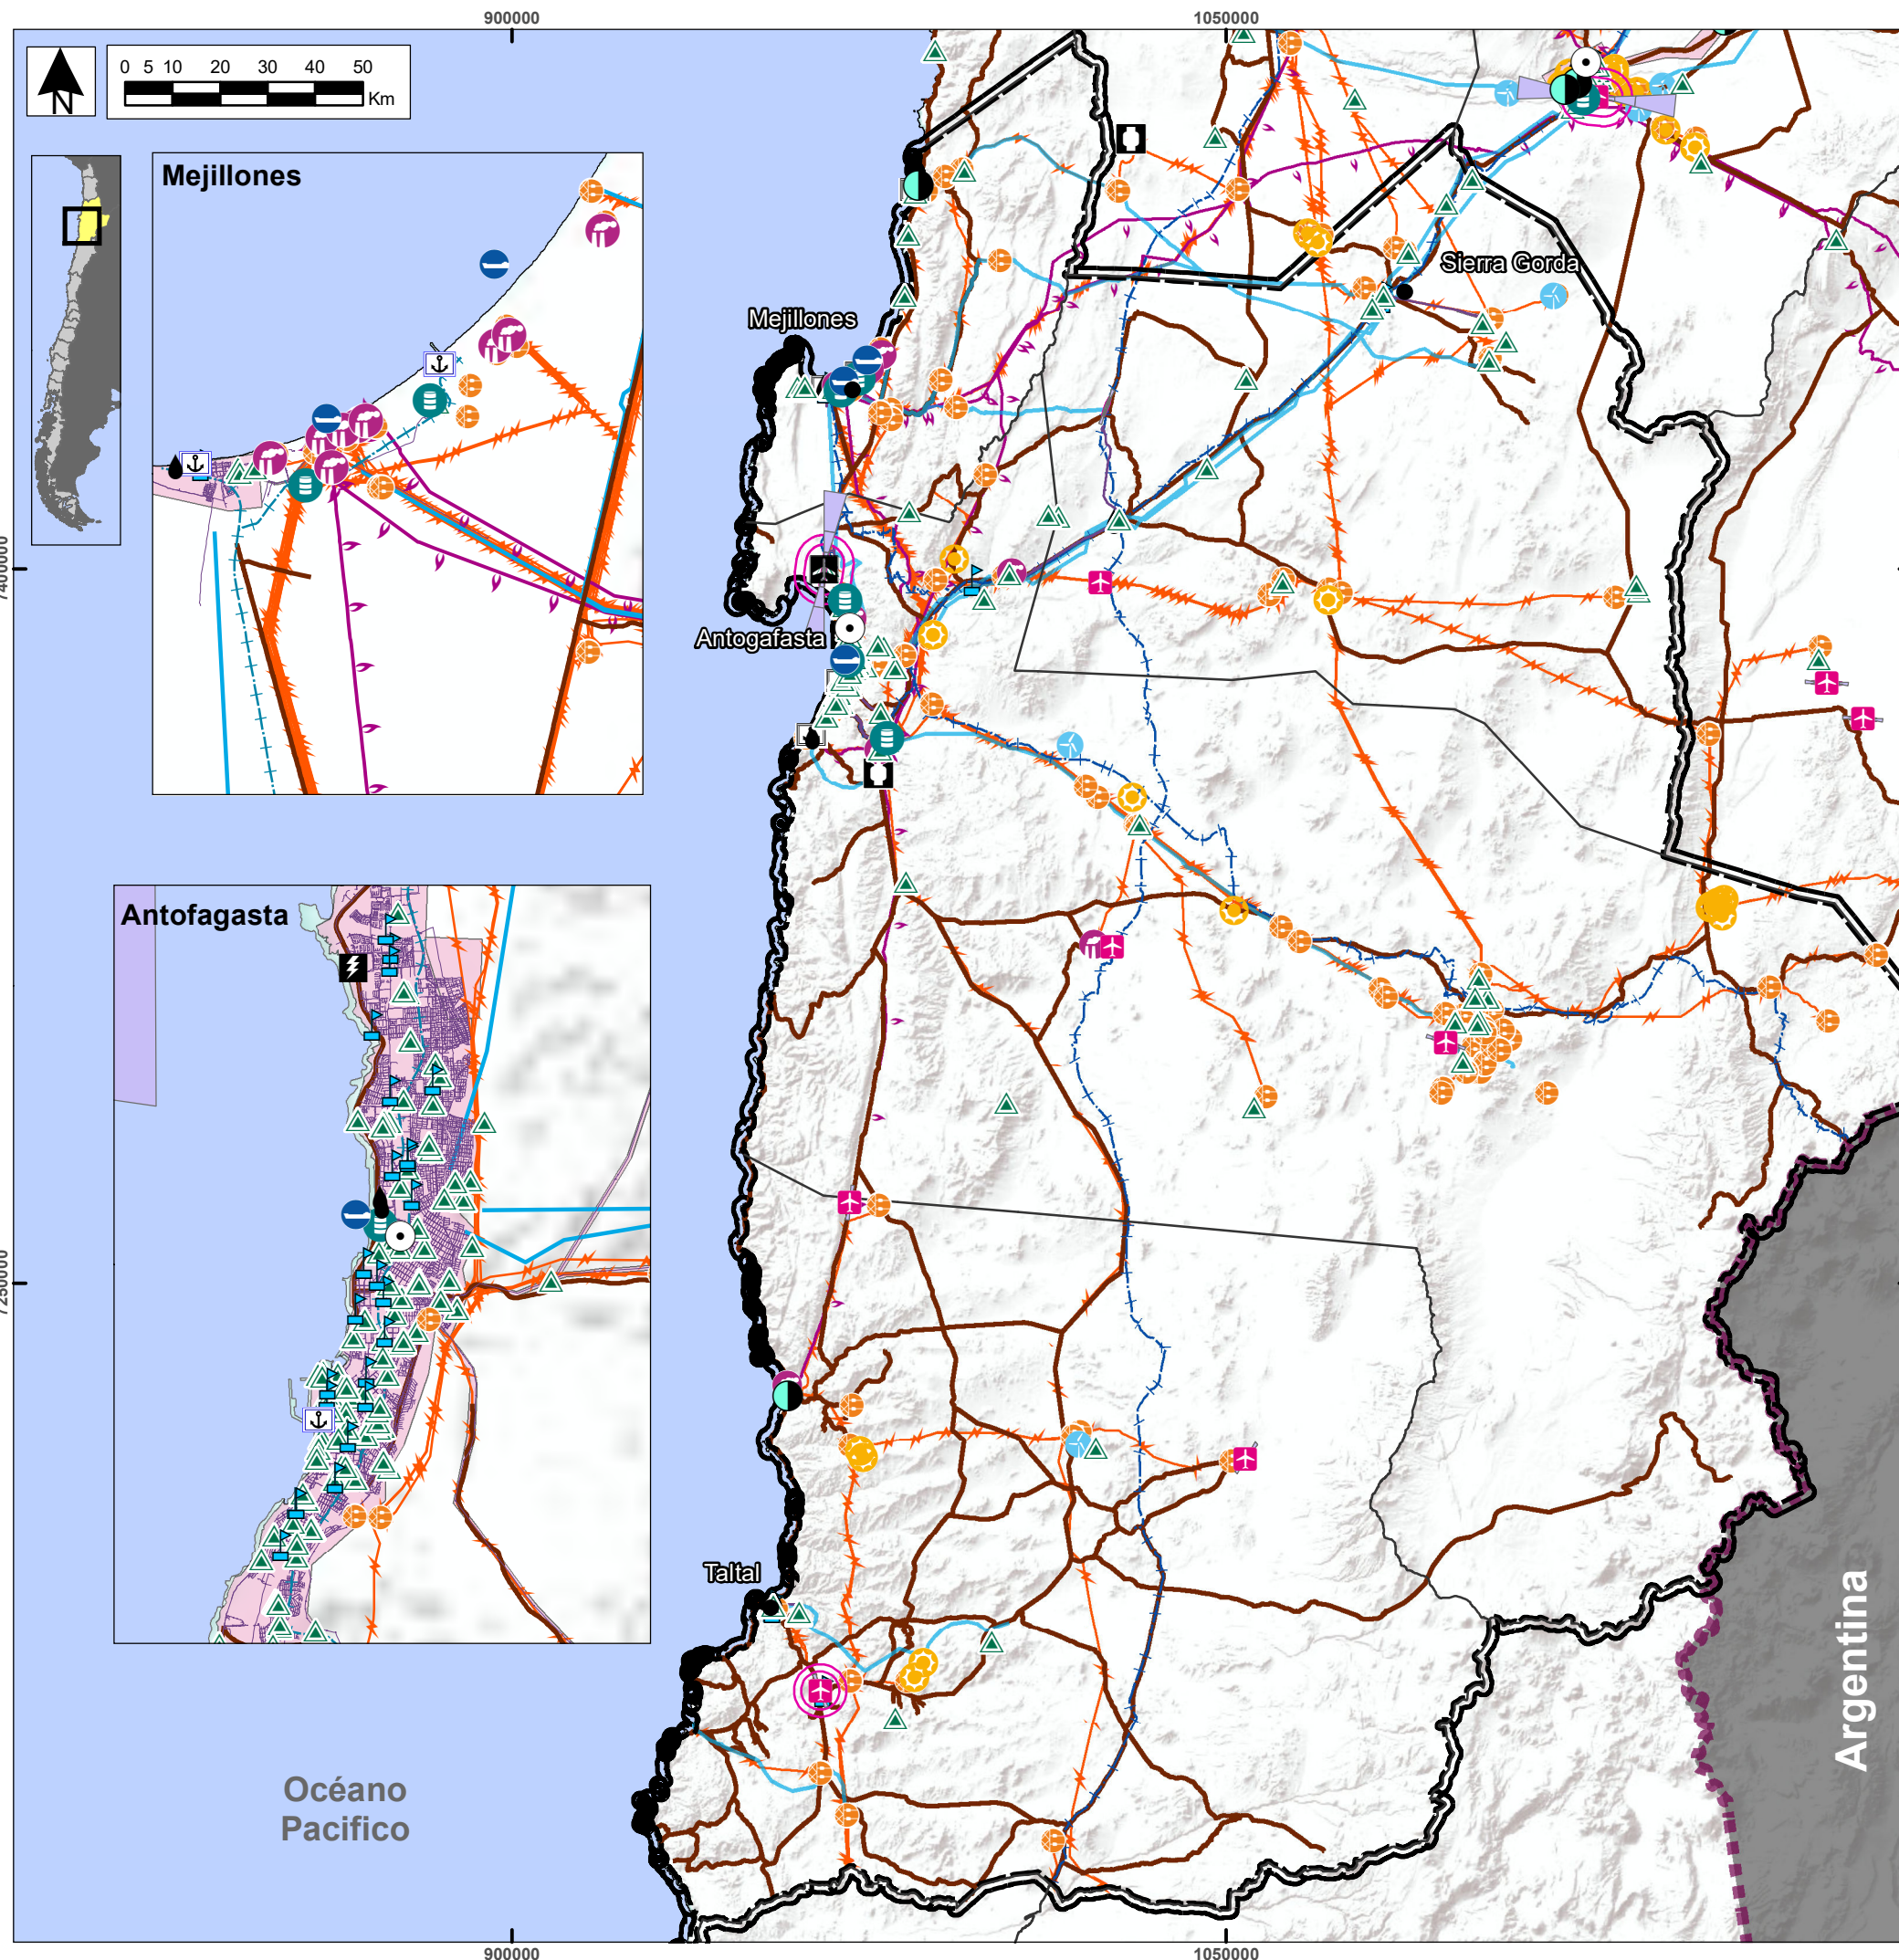 900000
1050000
0 5 10 20 30 40 50
Km
N
Mejillones
Sierra Gorda
Mejillones
7400000
Antogafasta
Antofagasta
7250000
Taltal
Argentina
Océano
Pacifico
900000
1050000